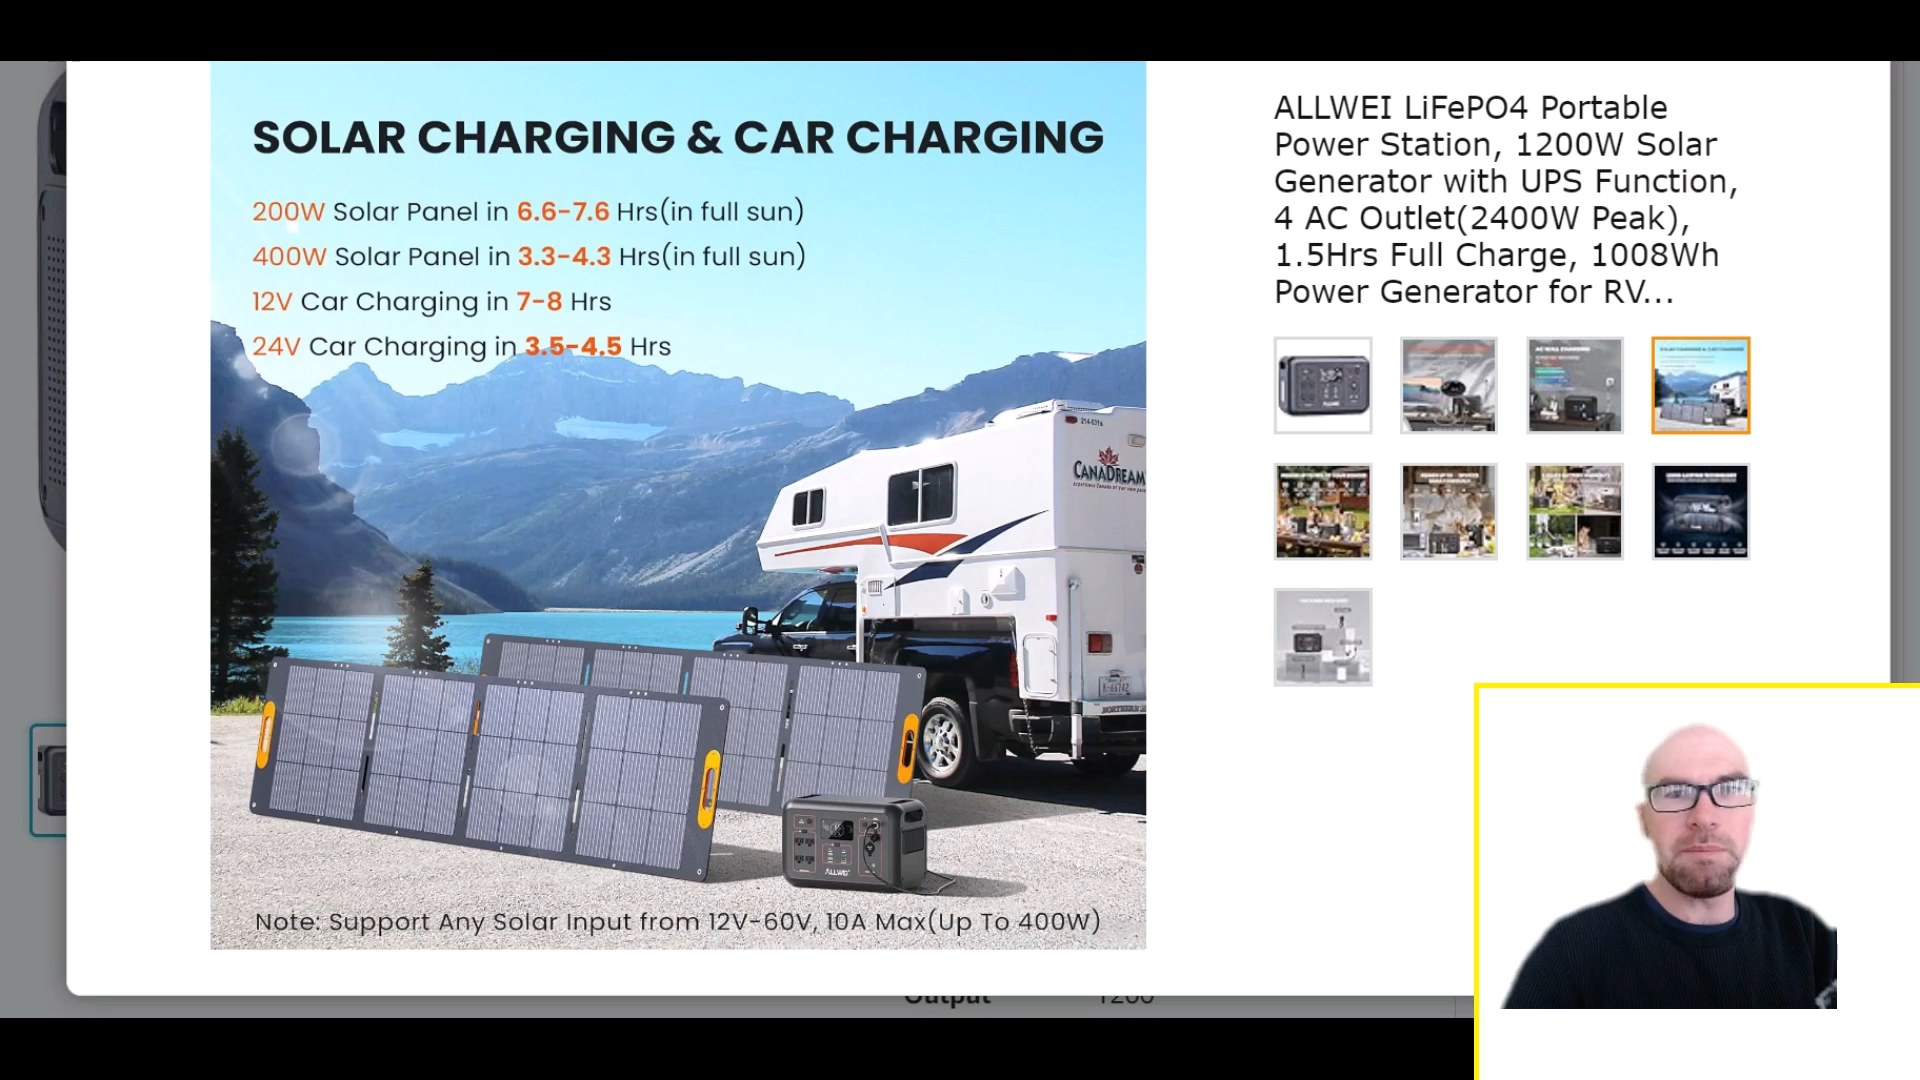 SOLAR CHARGING & CAR CHARGING
200W Solar Panel in 6.6-7.6 Hrs(in full sun)
400W Solar Panel in 3.3-4.3 Hrs(in full sun)
12V Car Charging in 7-8 Hrs
24V Car Charging in 3.5-4.5 Hrs
214-031s
CANADREAM
ALLWEI
Note: Support Any Solar Input from 12V-60V, 10A Max(Up To 400W)
ALLWEI LiFePO4 Portable
Power Station, 1200W Solar
Generator with UPS Function,
4 AC Outlet(2400W Peak),
1.5Hrs Full Charge, 1008Wh
Power Generator for RV...
Output 1200